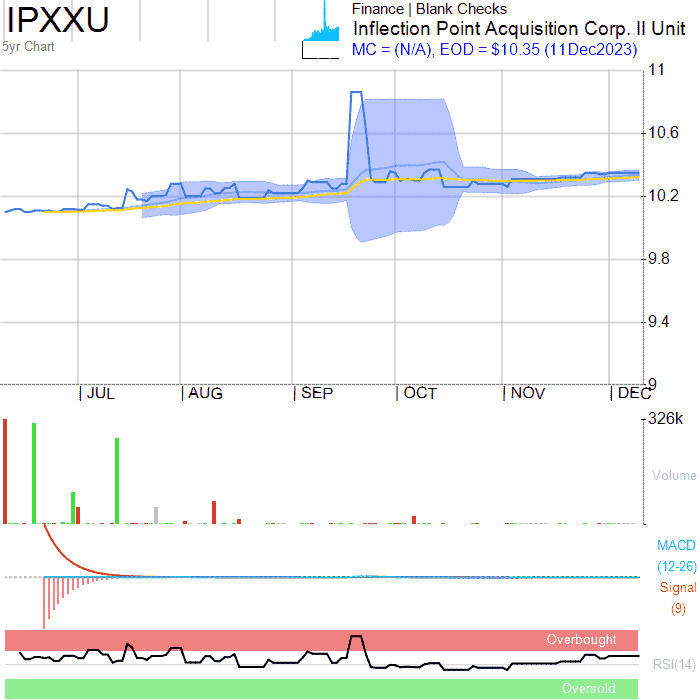 IPXXU
5yr Chart
Finance | Blank Checks
Inflection Point Acquisition Corp. II Unit
MC = (N/A), EOD = $10.35 (11Dec2023)
11
10.6
10.2
9.8
9.4
9
JUL AUG SEP OCT NOV DEC
326k
Volume
MACD
(12-26)
Signal
(9)
Overbought
RSI(14)
Oversold